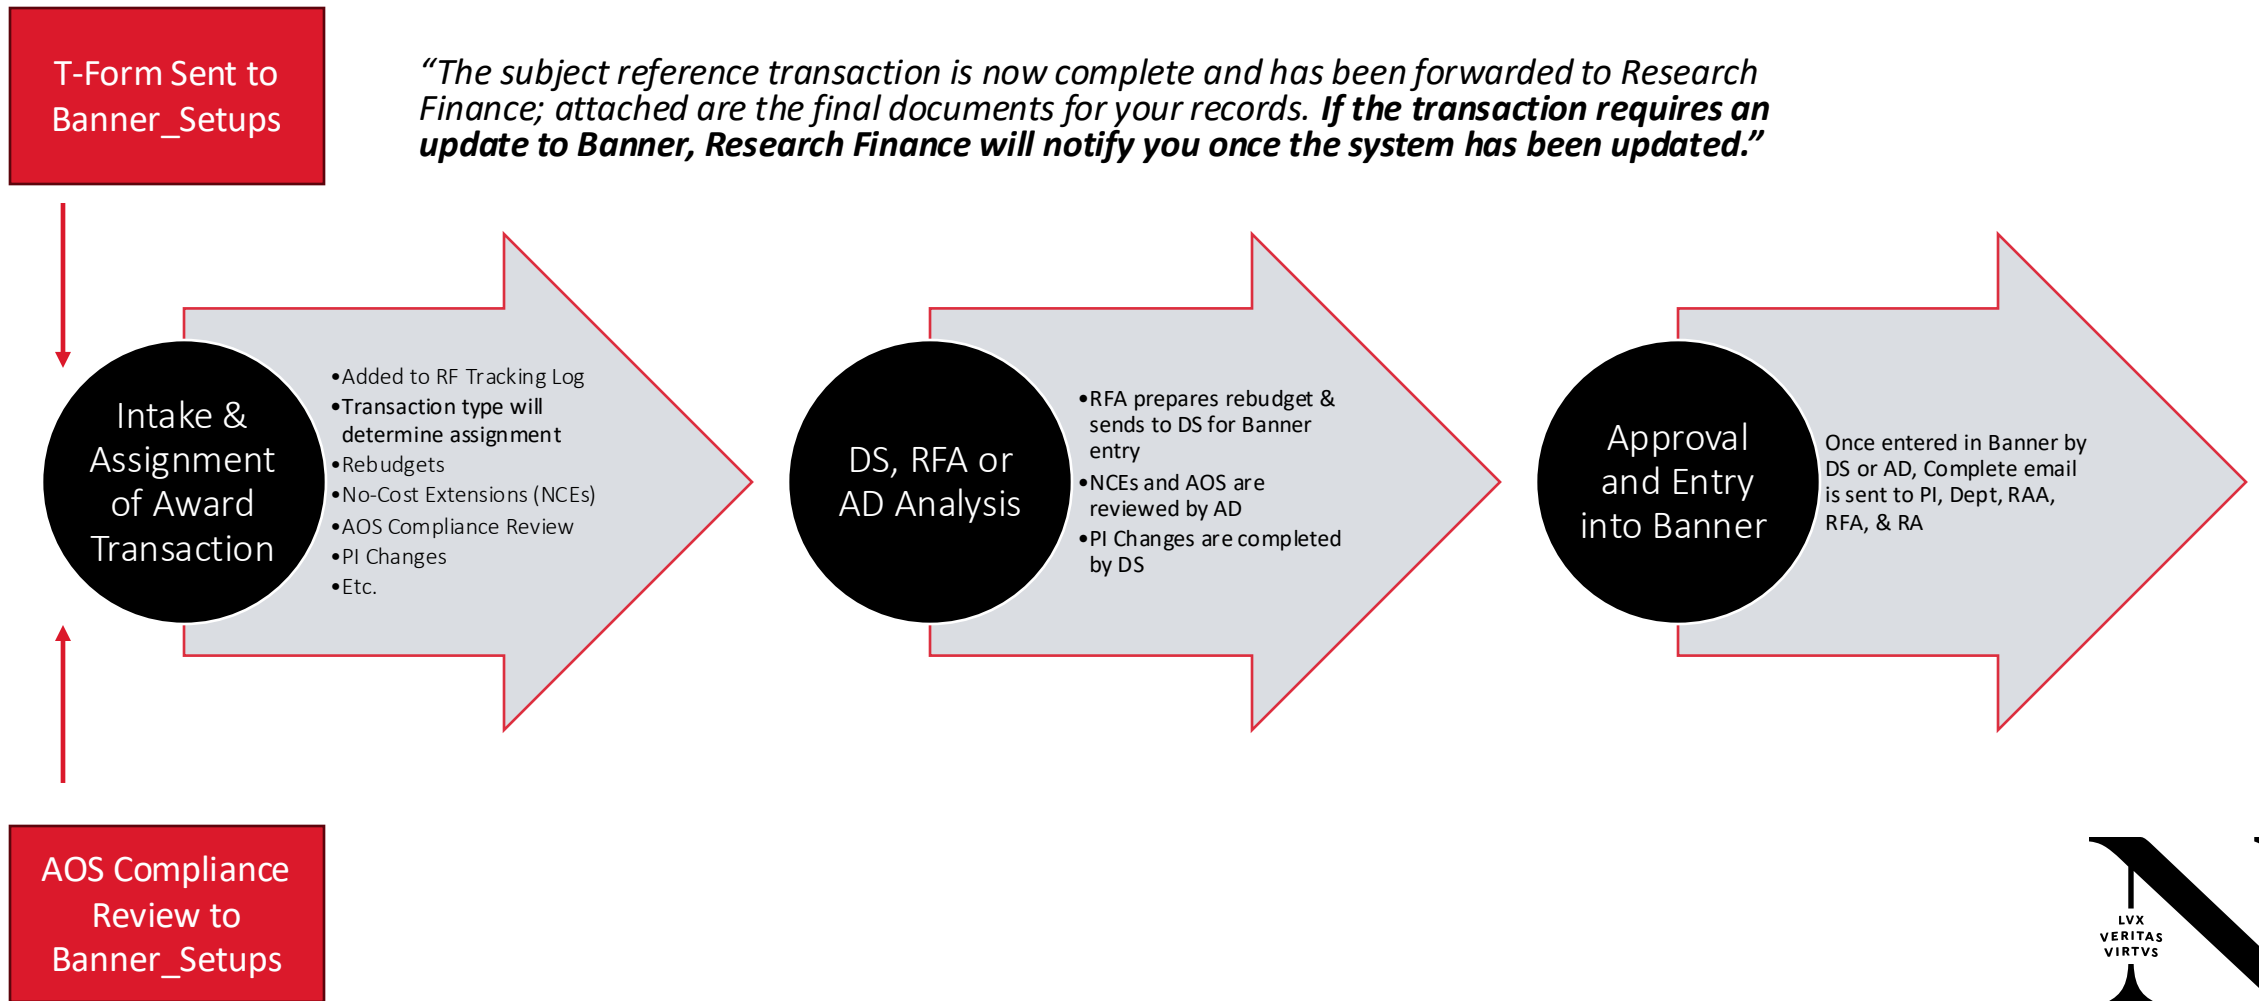 T-Form Sent to
Banner_Setups
“The subject reference transaction is now complete and has been forwarded to Research
Finance; attached are the final documents for your records. If the transaction requires an
update to Banner, Research Finance will notify you once the system has been updated.”
Intake &
Assignment
of Award
Transaction
•Added to RF Tracking Log
•Transaction type will
determine assignment
•Rebudgets
•No-Cost Extensions (NCEs)
•AOS Compliance Review
•PI Changes
•Etc.
DS, RFA or
AD Analysis
•RFA prepares rebudget &
sends to DS for Banner
entry
•NCEs and AOS are
reviewed by AD
•PI Changes are completed
by DS
Approval
and Entry
into Banner
Once entered in Banner by
DS or AD, Complete email
is sent to PI, Dept, RAA,
RFA, & RA
AOS Compliance
Review to
Banner_Setups
LVX
VERITAS
VIRTVS